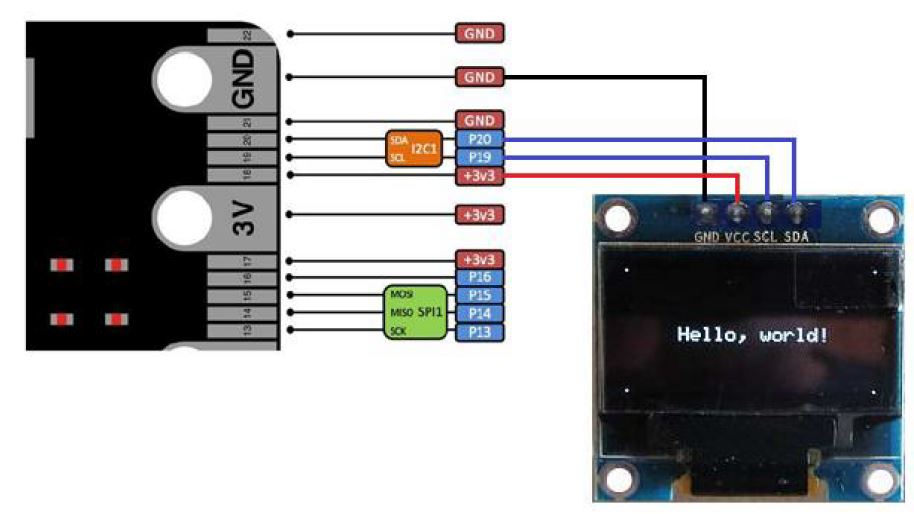 22 GND
GND GND
21 GND
20 SDA I2C1 P20
19 SCL P19
18 +3v3
3V +3v3
17 +3v3
16 P16
15 MOSI P15
14 MISO SPI1 P14
13 SCK P13
GND VCC SCL SDA
Hello, world!